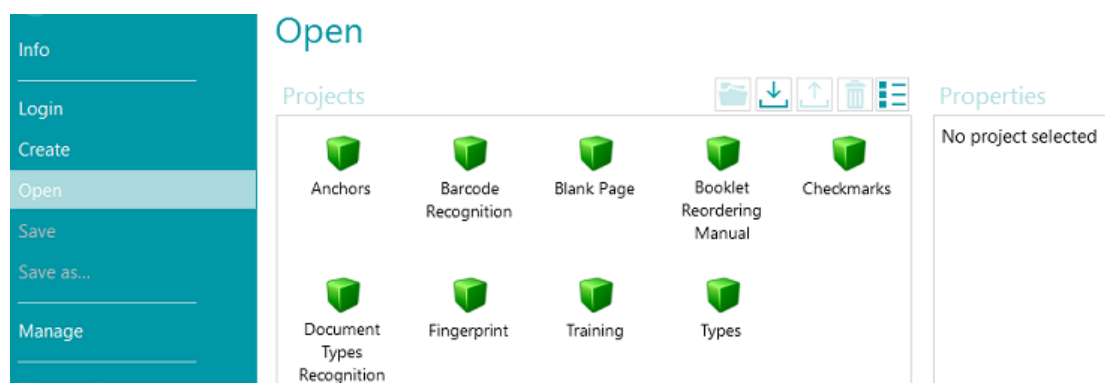 Info
Login
Create
Open
Save
Save as...
Manage
Open
Projects
Anchors
Barcode
Recognition
Blank Page
Booklet
Reordering
Manual
Checkmarks
Document
Types
Recognition
Fingerprint
Training
Types
Properties
No project selected